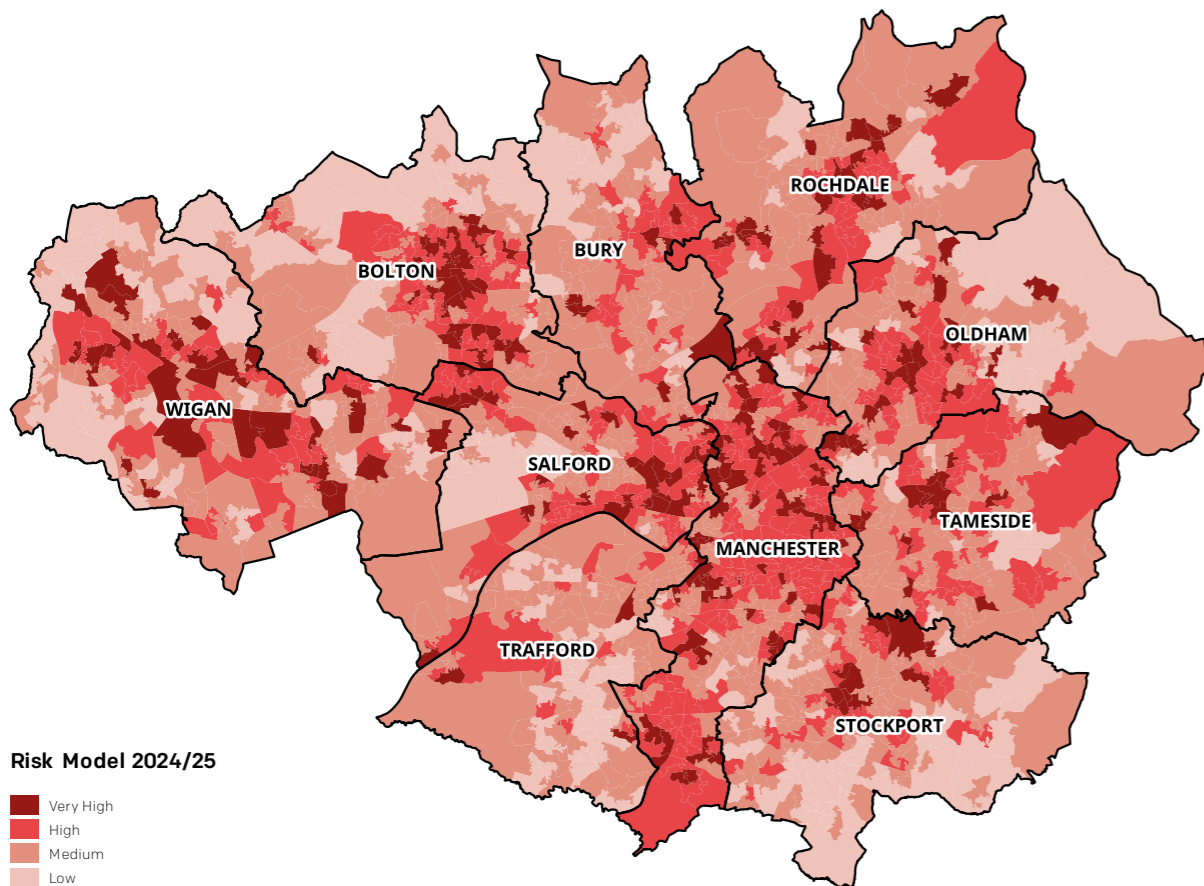 ROCHDALE
BURY
BOLTON
OLDHAM
WIGAN
SALFORD
TAMESIDE
MANCHESTER
TRAFFORD
STOCKPORT
Risk Model 2024/25
Very High
High
Medium
Low